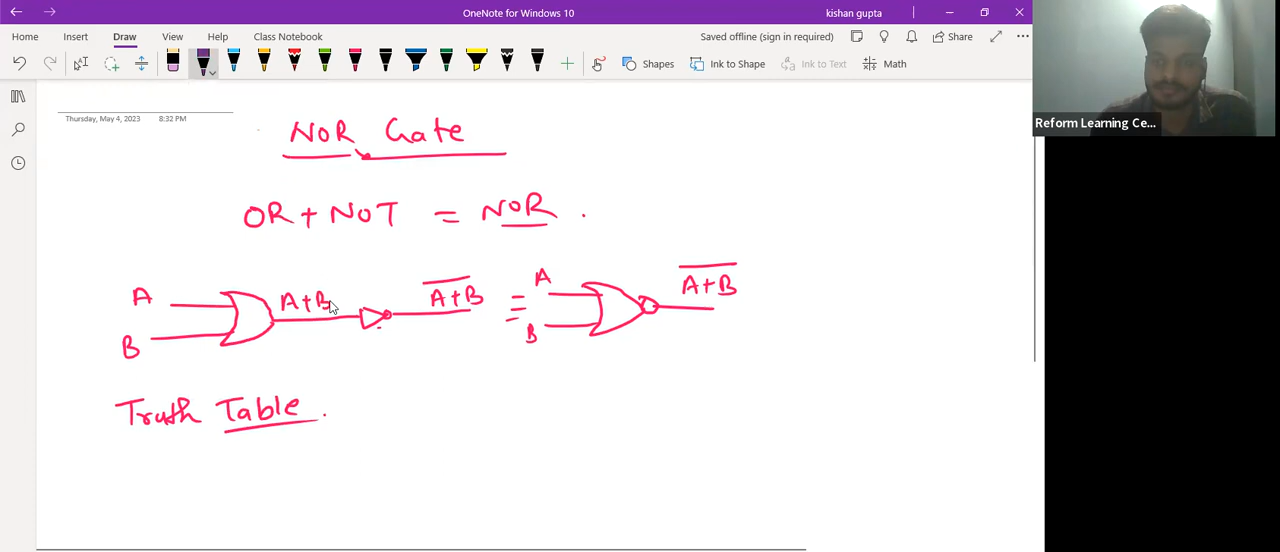 OneNote for Windows 10
kishan gupta
Home Insert Draw View Help Class Notebook
Saved offline (sign in required)
Share
Shapes
Ink to Shape
Ink to Text
Math
Reform Learning Ce...
Thursday, May 4, 2023 8:32 PM
NOR Gate
OR + NOT = NOR .
A
B
A+B
\overline{A+B}
=
A
B
\overline{A+B}
Truth Table .